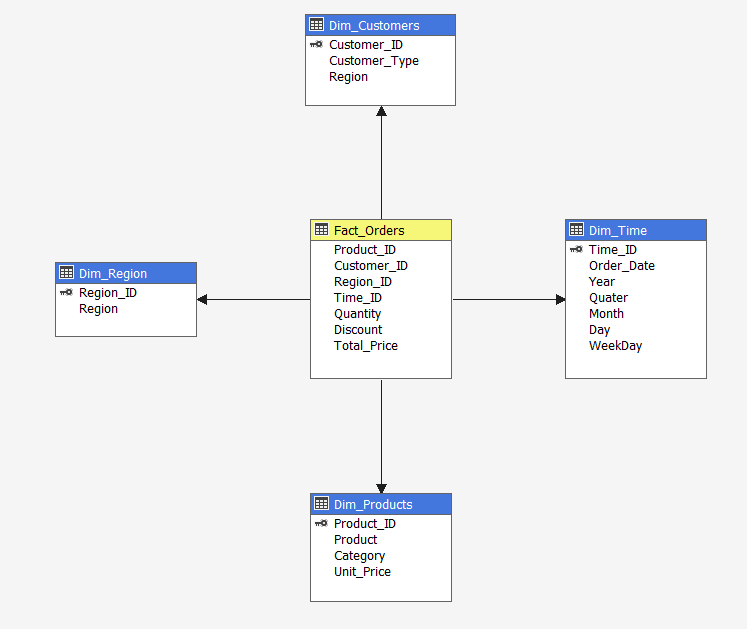 Dim_Customers
Customer_ID
Customer_Type
Region
Fact_Orders
Product_ID
Customer_ID
Region_ID
Time_ID
Quantity
Discount
Total_Price
Dim_Time
Time_ID
Order_Date
Year
Quater
Month
Day
WeekDay
Dim_Region
Region_ID
Region
Dim_Products
Product_ID
Product
Category
Unit_Price